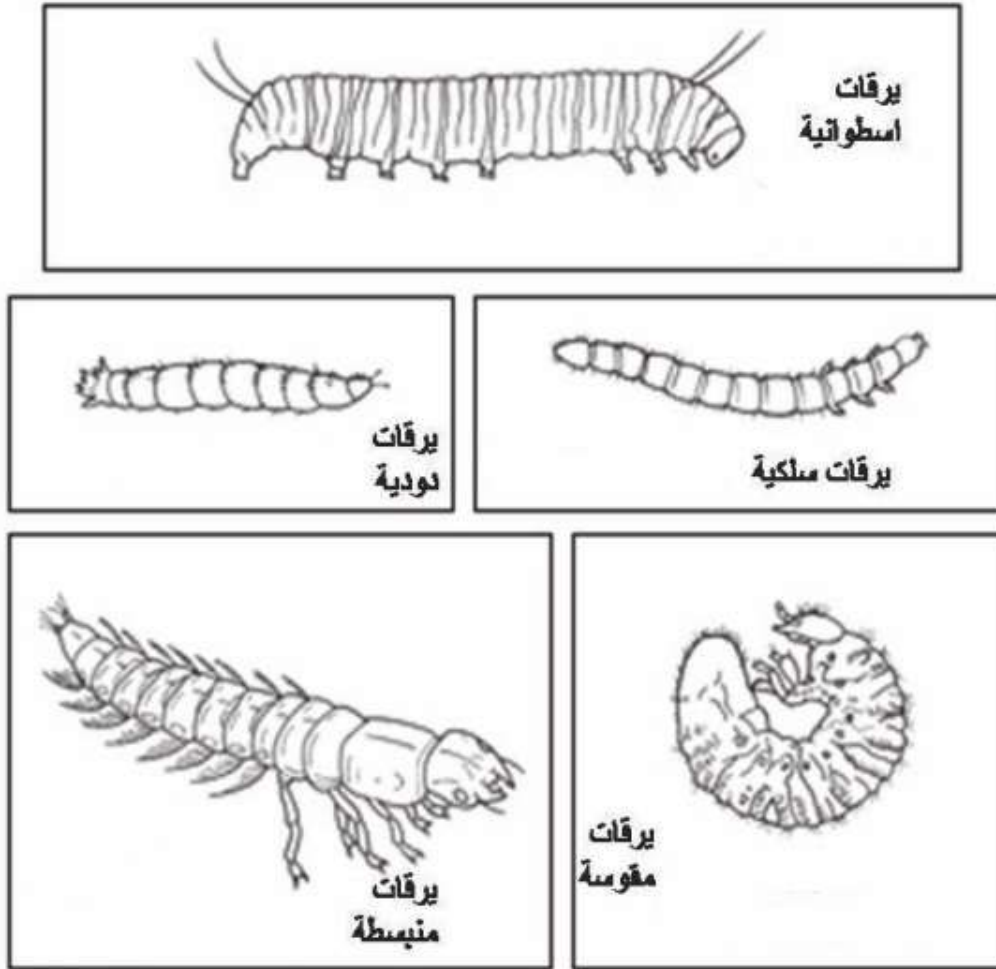 يرقات
اسطوانية
يرقات
دودية
يرقات سلكية
يرقات
منبسطة
يرقات
مقوسة